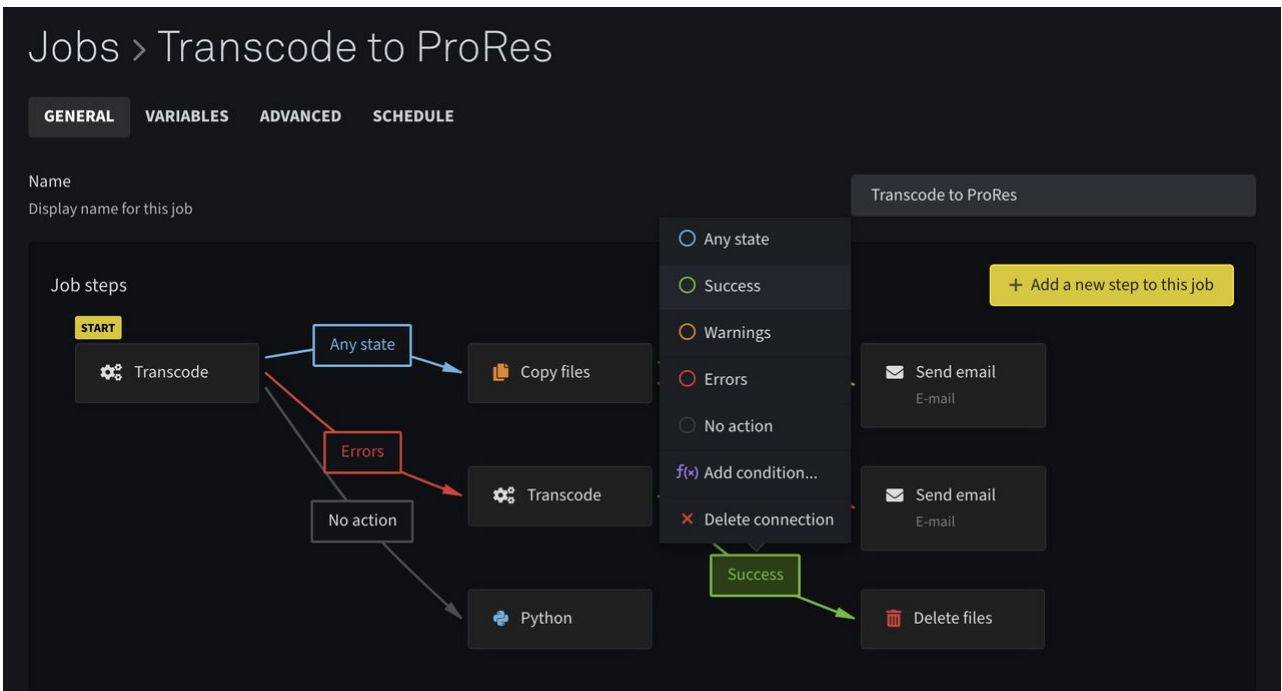 Jobs > Transcode to ProRes
GENERAL VARIABLES ADVANCED SCHEDULE
Name
Display name for this job
Transcode to ProRes
Job steps
+ Add a new step to this job
START
Transcode
Any state
Copy files
Send email
E-mail
Errors
Transcode
Send email
E-mail
No action
Python
Success
Delete files
Any state
Success
Warnings
Errors
No action
f(x) Add condition...
Delete connection